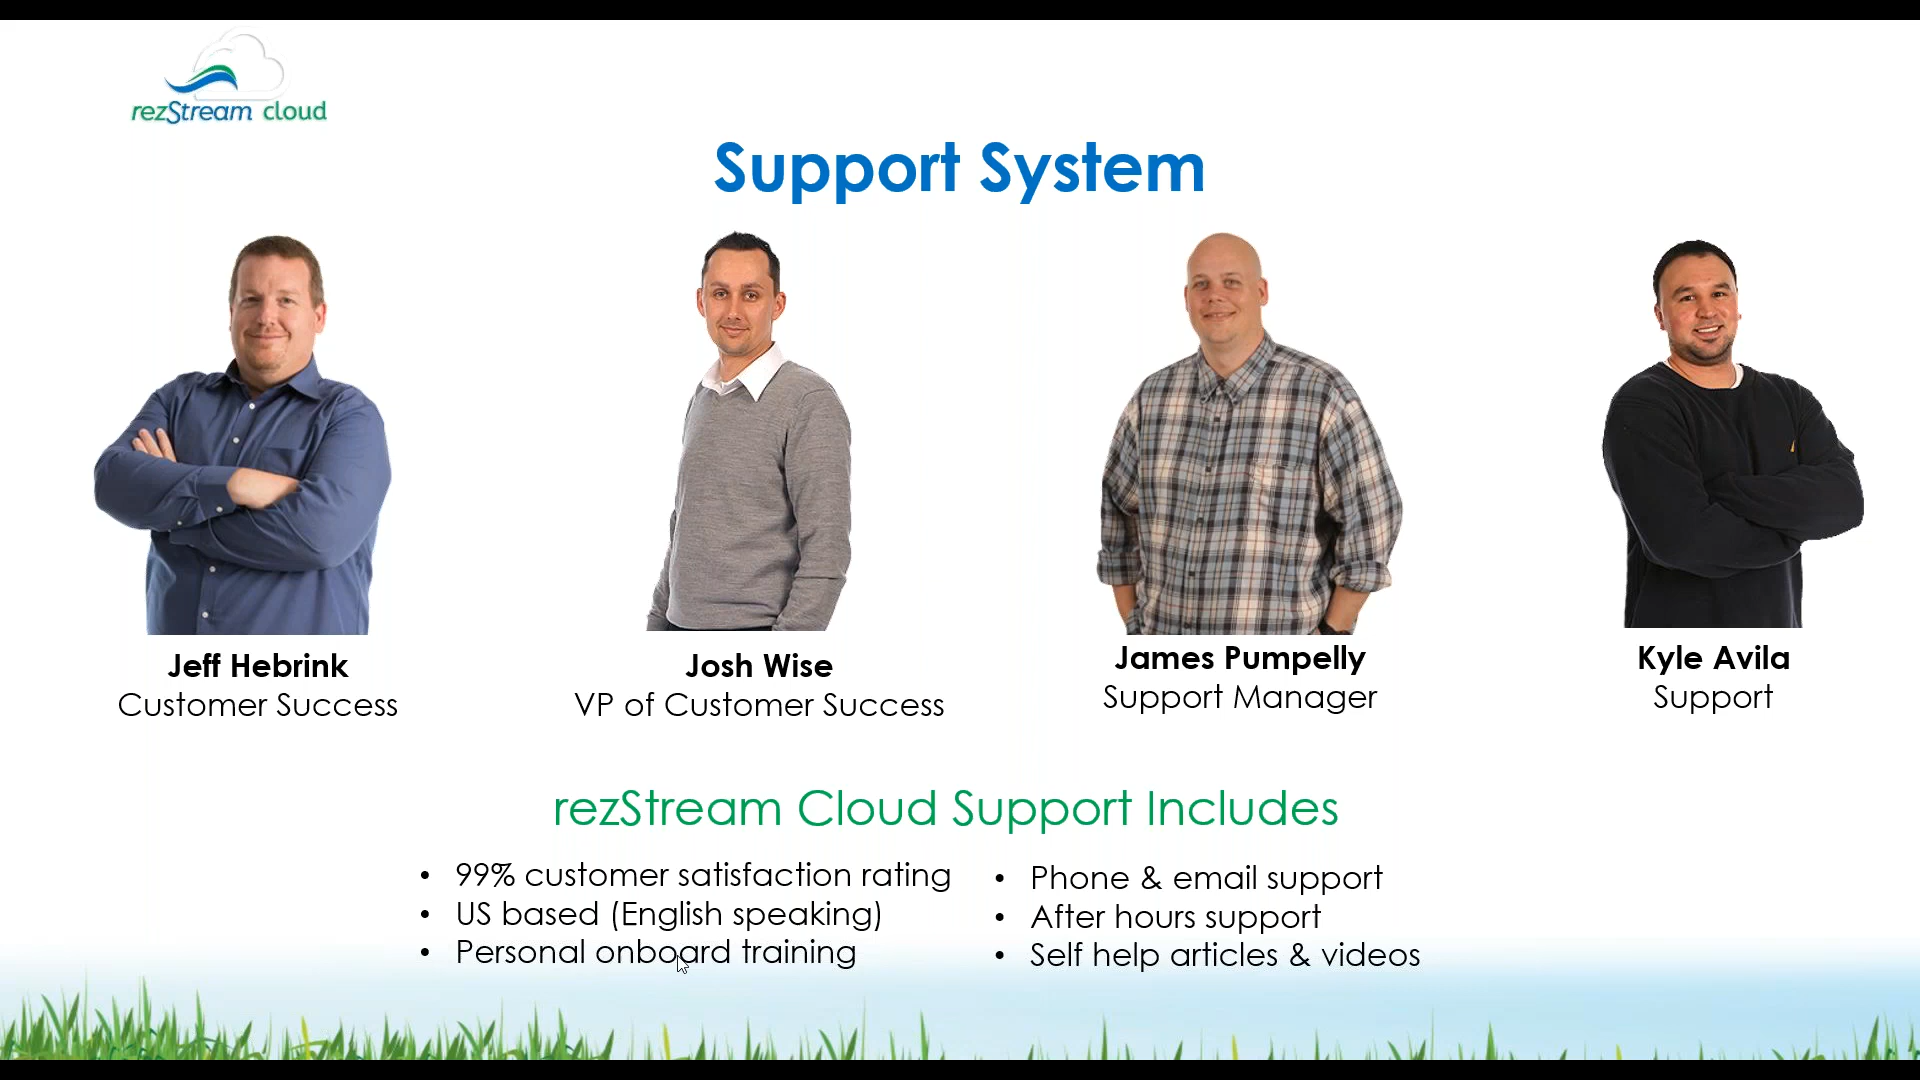 rezStream cloud
Support System
Jeff Hebrink
Customer Success
Josh Wise
VP of Customer Success
James Pumpelly
Support Manager
Kyle Avila
Support
rezStream Cloud Support Includes
• 99% customer satisfaction rating
• US based (English speaking)
• Personal onboard training
• Phone & email support
• After hours support
• Self help articles & videos